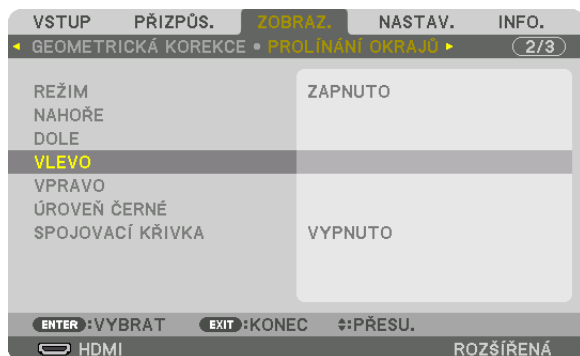 VSTUP PŘIZPŮS. ZOBRAZ. NASTAV. INFO.
GEOMETRICKÁ KOREKCE • PROLÍNÁNÍ OKRAJŮ 2/3
REŽIM ZAPNUTO
NAHOŘE
DOLE
VLEVO
VPRAVO
ÚROVEŇ ČERNÉ
SPOJOVACÍ KŘIVKA VYPNUTO
ENTER :VYBRAT EXIT :KONEC :PŘESU.
HDMI ROZŠÍŘENÁ